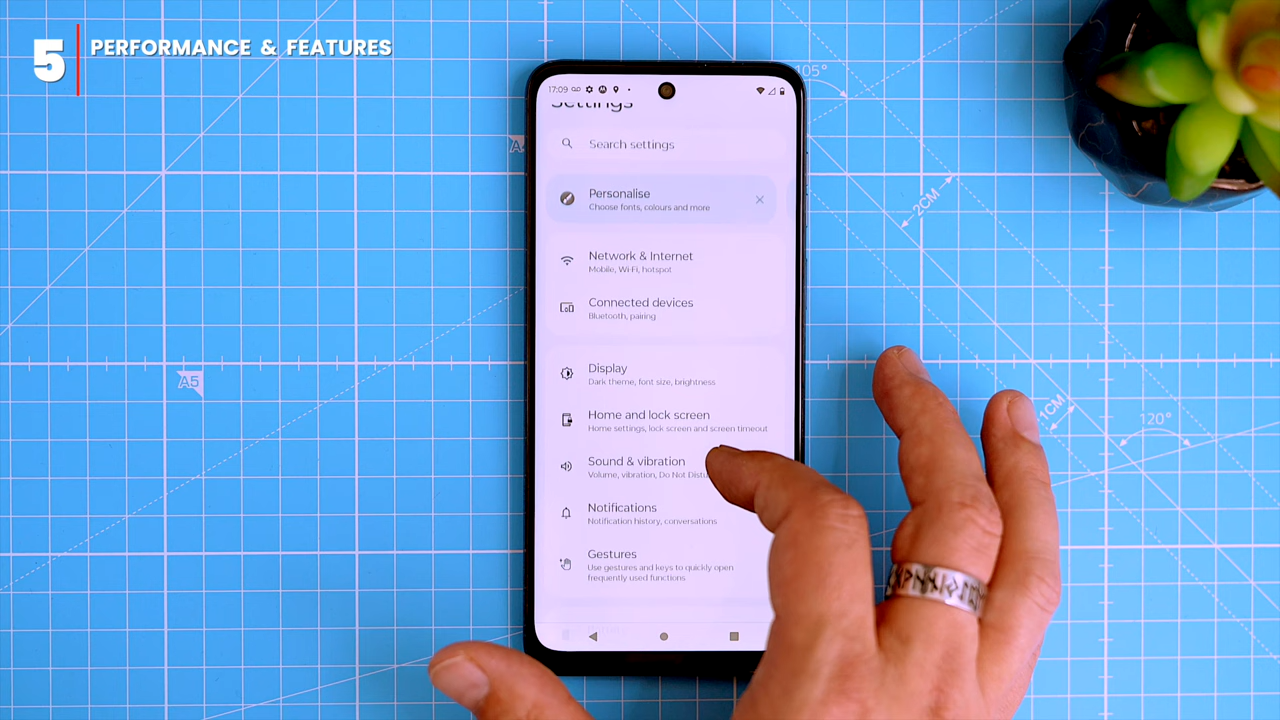 5
PERFORMANCE & FEATURES
17:09
Settings
Search settings
Personalise
Choose fonts, colours and more
Network & Internet
Mobile, Wi-Fi, hotspot
Connected devices
Bluetooth, pairing
Display
Dark theme, font size, brightness
Home and lock screen
Home settings, lock screen and screen timeout
Sound & vibration
Volume, vibration, Do Not
Notifications
Notification history, conversations
Gestures
Use gestures and keys to quickly open
frequently used functions
A5
105°
2CM
1CM
120°